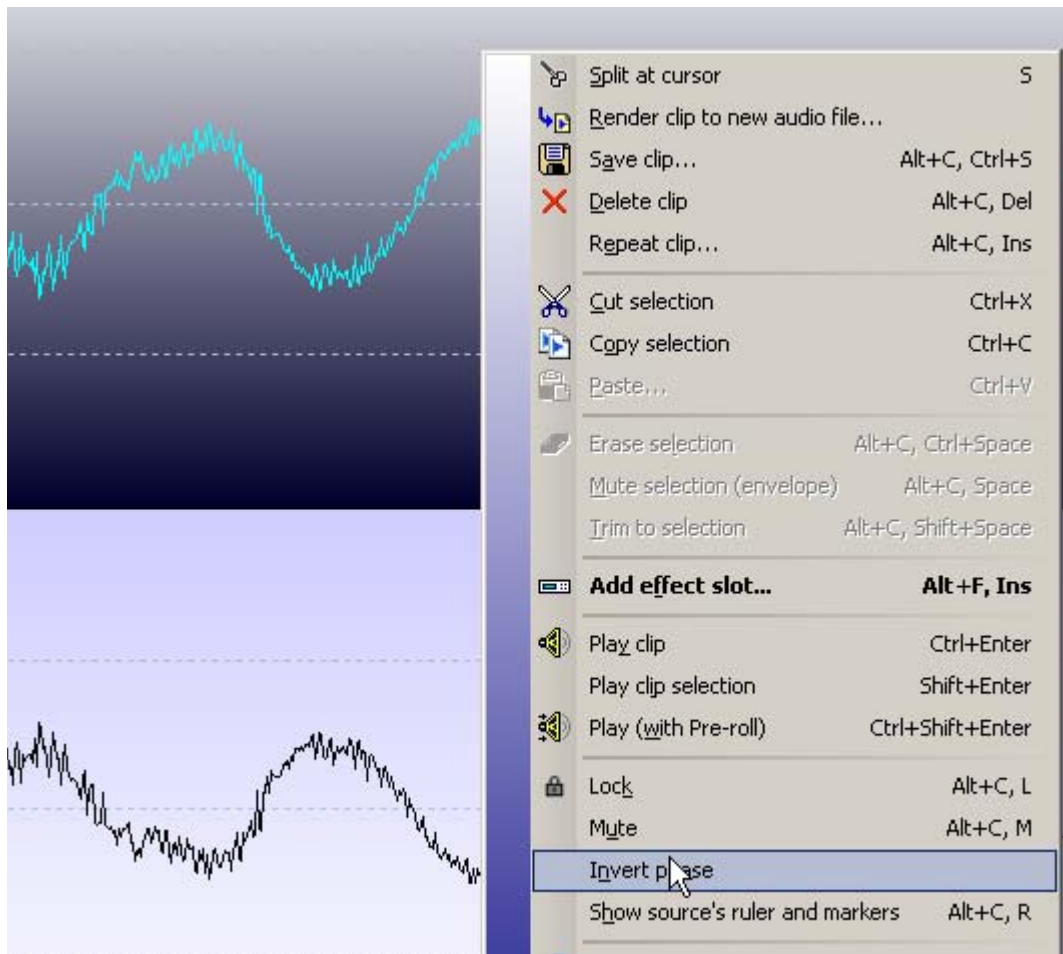 Split at cursor S
Render clip to new audio file...
Save clip... Alt+C, Ctrl+S
Delete clip Alt+C, Del
Repeat clip... Alt+C, Ins
Cut selection Ctrl+X
Copy selection Ctrl+C
Paste... Ctrl+V
Erase selection Alt+C, Ctrl+Space
Mute selection (envelope) Alt+C, Space
Trim to selection Alt+C, Shift+Space
Add effect slot... Alt+F, Ins
Play clip Ctrl+Enter
Play clip selection Shift+Enter
Play (with Pre-roll) Ctrl+Shift+Enter
Lock Alt+C, L
Mute Alt+C, M
Invert phase
Show source's ruler and markers Alt+C, R